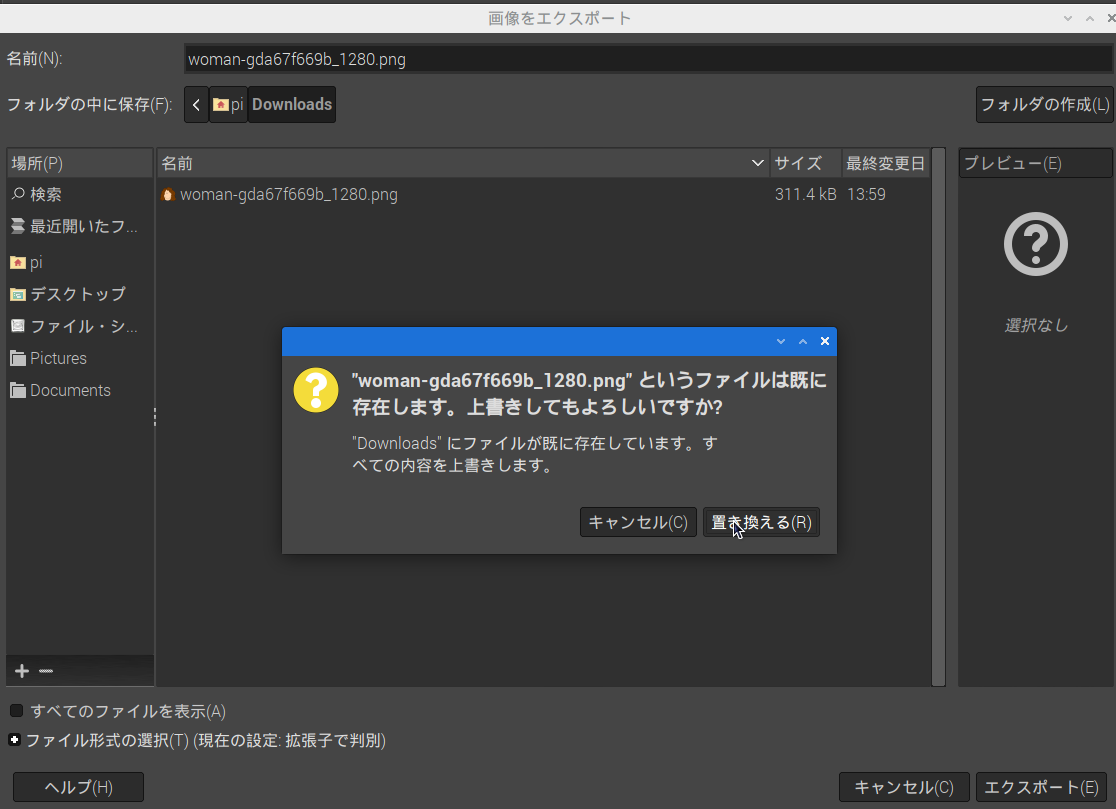 画像をエクスポート
名前(N):
woman-gda67f669b_1280.png
フォルダの中に保存(F):
pi
Downloads
フォルダの作成(L)
場所(P)
名前
サイズ
最終変更日
プレビュー(E)
検索
woman-gda67f669b_1280.png
311.4 kB
13:59
最近開いたフ...
pi
デスクトップ
ファイル・シ...
Pictures
Documents
選択なし
"woman-gda67f669b_1280.png" というファイルは既に
存在します。上書きしてもよろしいですか?
"Downloads" にファイルが既に存在しています。す
べての内容を上書きします。
キャンセル(C)
置き換える(R)
すべてのファイルを表示(A)
ファイル形式の選択(T) (現在の設定: 拡張子で判別)
ヘルプ(H)
キャンセル(C)
エクスポート(E)